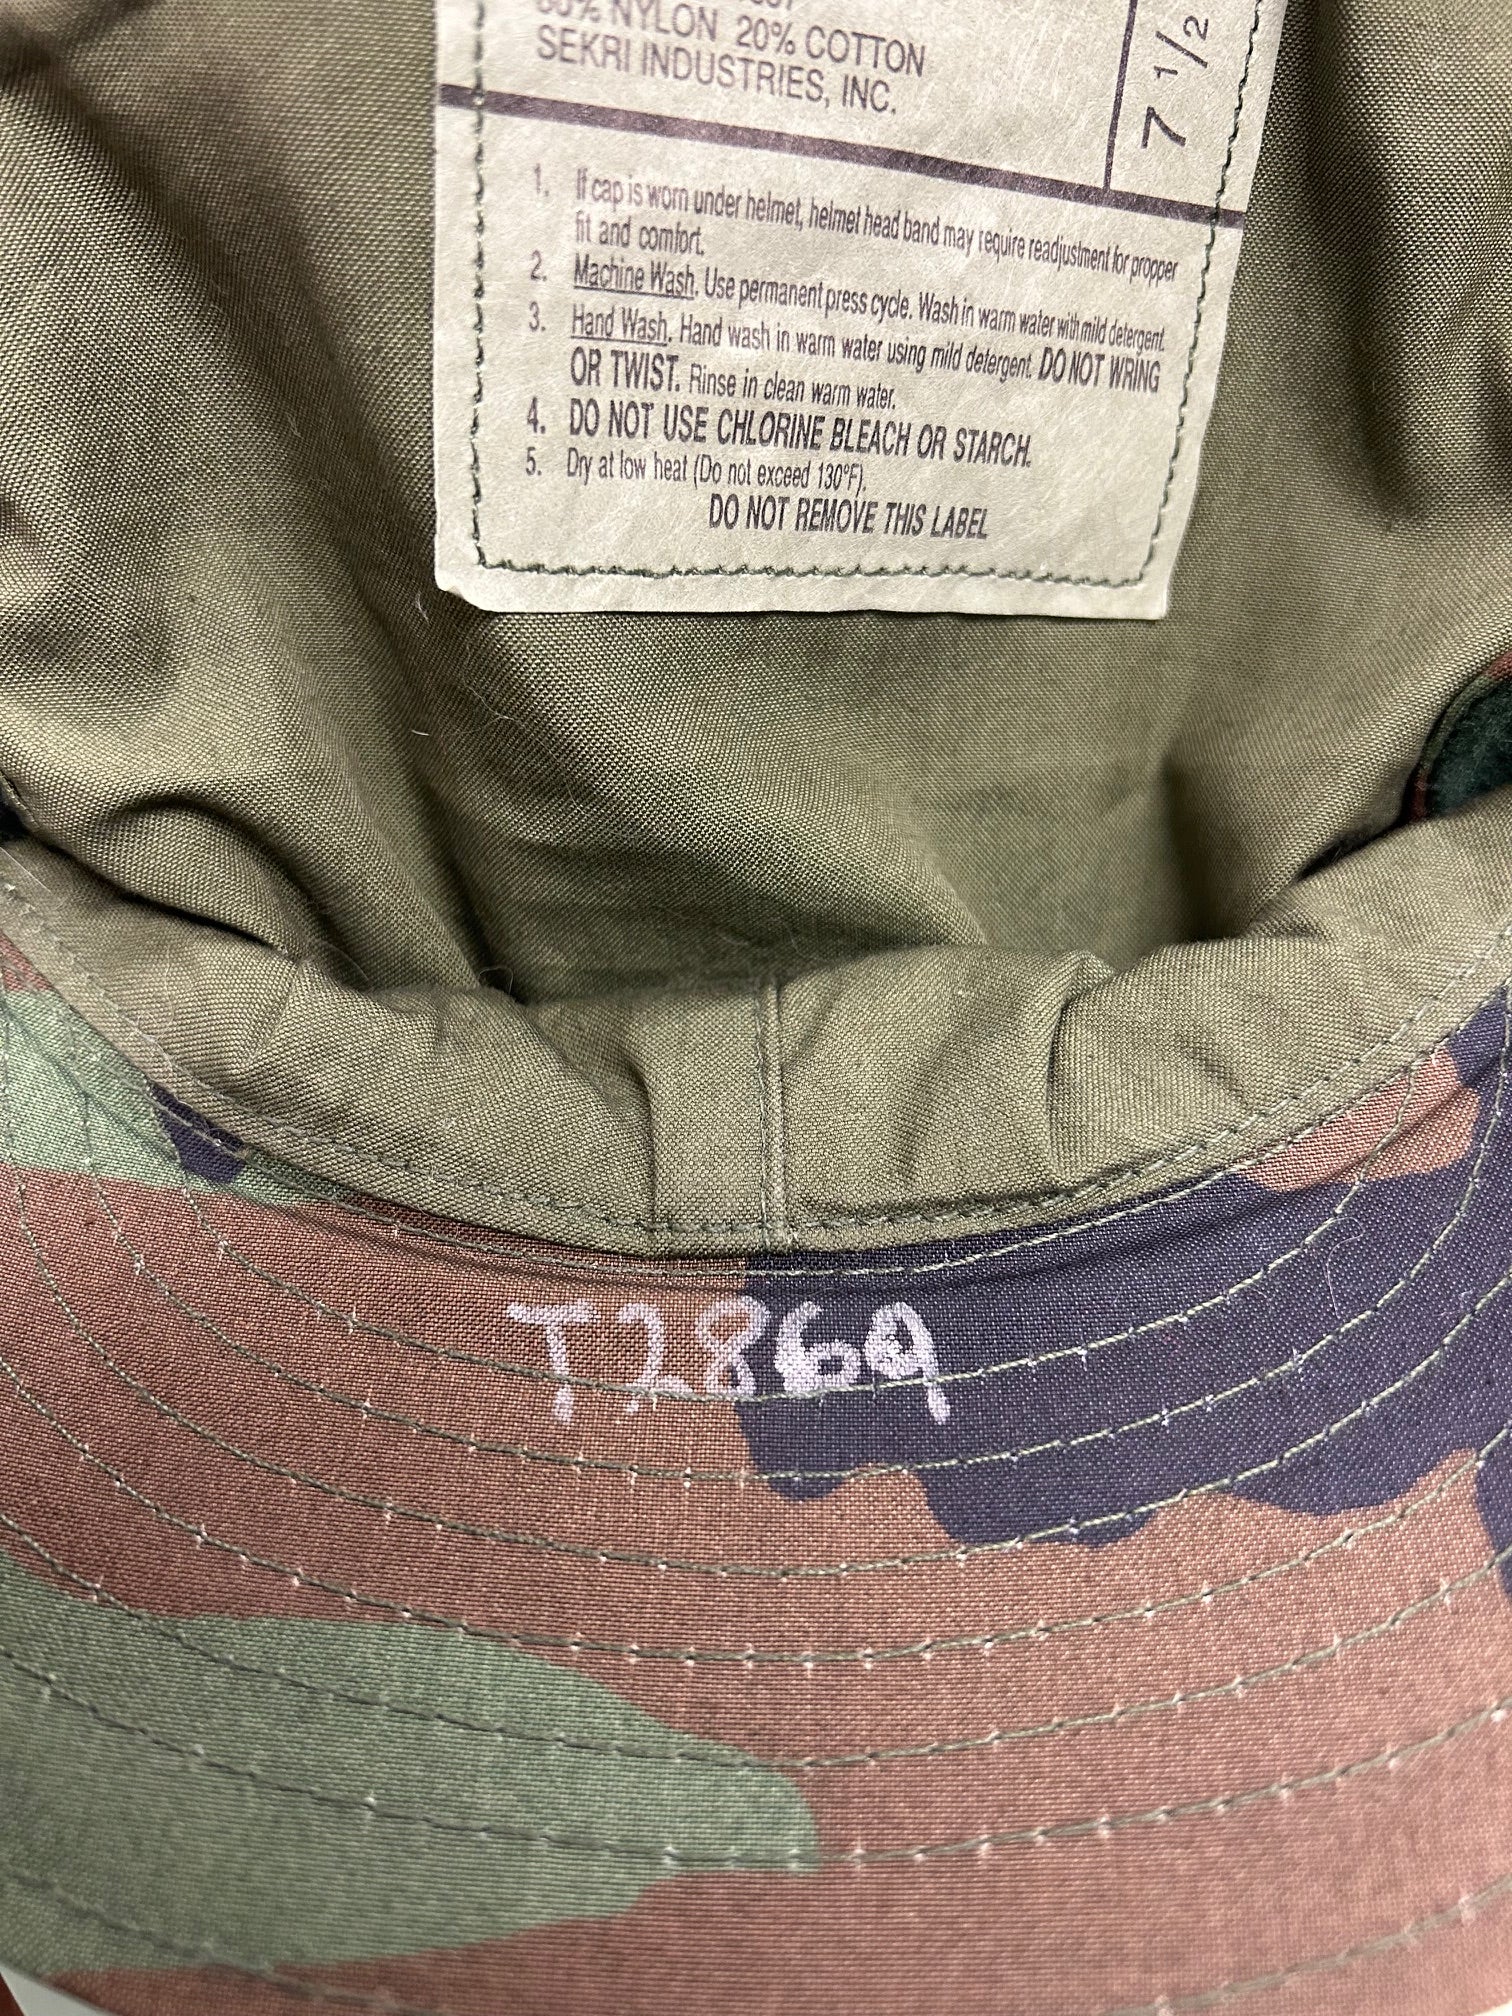 NYLON 20% COTTON
SEKRI INDUSTRIES, INC.
7 1/2
1. If cap is worn under helmet, helmet head band may require readjustment for propper
fit and comfort.
2. Machine Wash. Use permanent press cycle. Wash in warm water with mild detergent.
3. Hand Wash. Hand wash in warm water using mild detergent. DO NOT WRING
OR TWIST. Rinse in clean warm water.
4. DO NOT USE CHLORINE BLEACH OR STARCH.
5. Dry at low heat (Do not exceed 130°F).
DO NOT REMOVE THIS LABEL
T2869